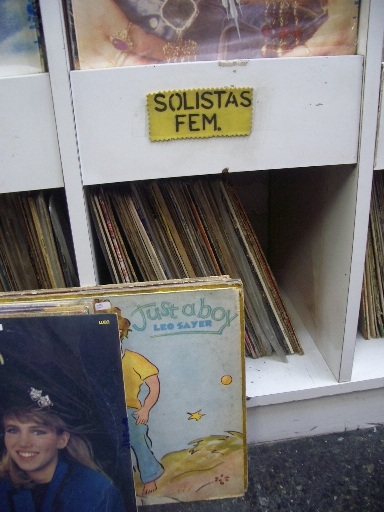 SOLISTAS
FEM.
Just a boy
LEO SAYER